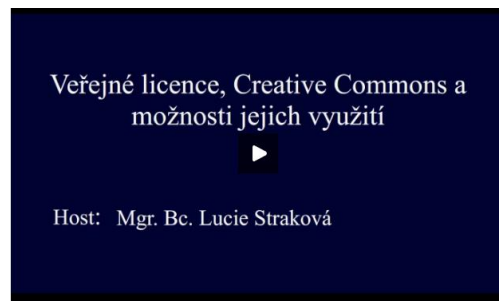 Veřejné licence, Creative Commons a
možnosti jejich využití
Host: Mgr. Bc. Lucie Straková